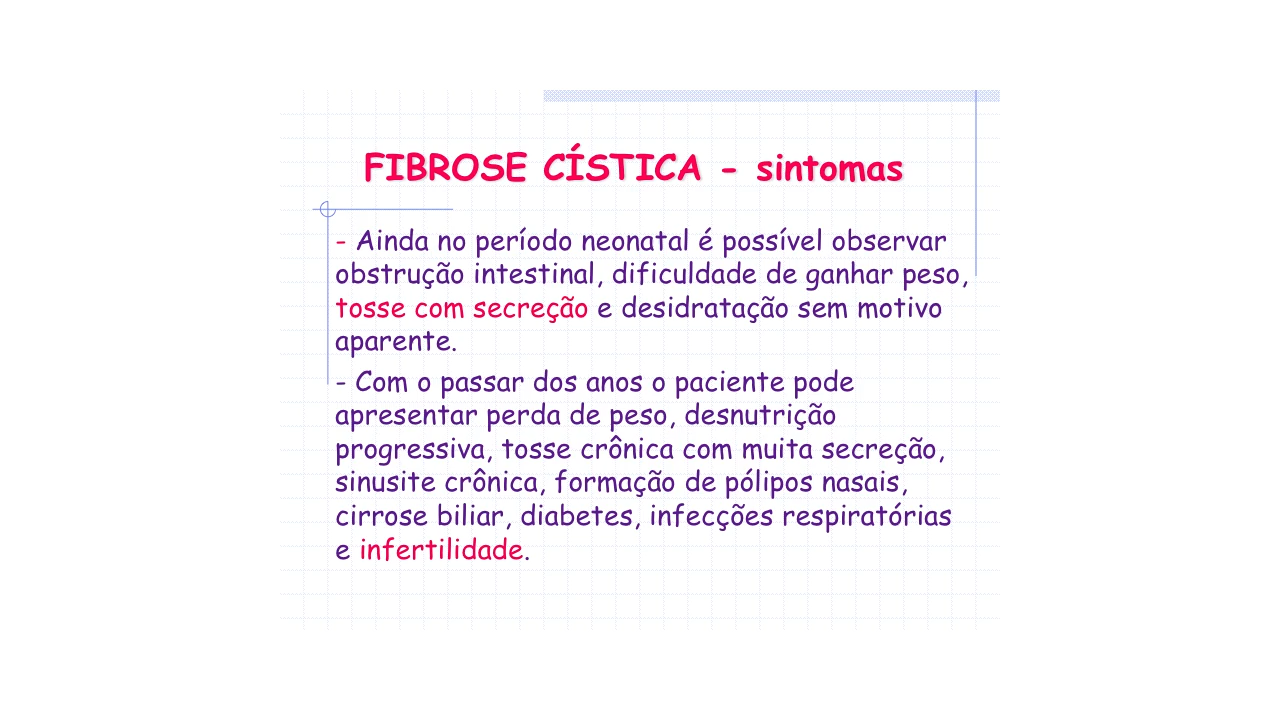 FIBROSE CÍSTICA - sintomas
- Ainda no período neonatal é possível observar
obstrução intestinal, dificuldade de ganhar peso,
tosse com secreção e desidratação sem motivo
aparente.
- Com o passar dos anos o paciente pode
apresentar perda de peso, desnutrição
progressiva, tosse crônica com muita secreção,
sinusite crônica, formação de pólipos nasais,
cirrose biliar, diabetes, infecções respiratórias
e infertilidade.